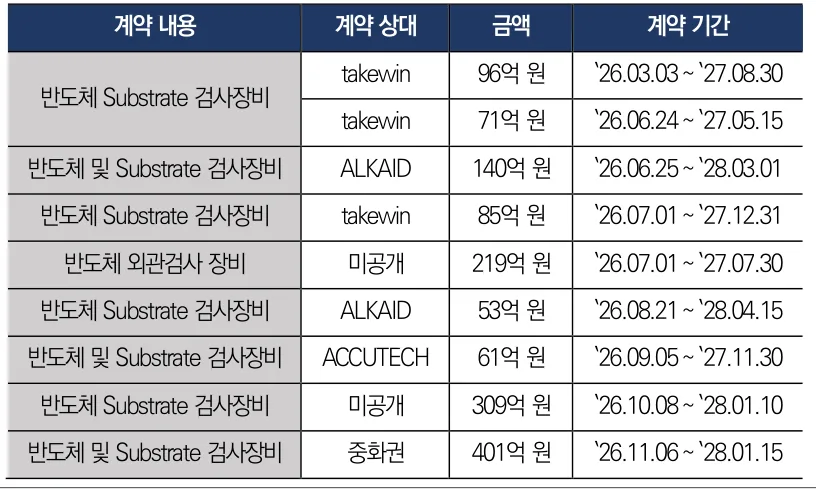 계약 내용 계약 상대 금액 계약 기간
반도체 Substrate 검사장비 takewin 96억 원 ‘26.03.03 ~ ‘27.08.30
takewin 71억 원 ‘26.06.24 ~ ‘27.05.15
반도체 및 Substrate 검사장비 ALKAID 140억 원 ‘26.06.25 ~ ‘28.03.01
반도체 Substrate 검사장비 takewin 85억 원 ‘26.07.01 ~ ‘27.12.31
반도체 외관검사 장비 미공개 219억 원 ‘26.07.01 ~ ‘27.07.30
반도체 Substrate 검사장비 ALKAID 53억 원 ‘26.08.21 ~ ‘28.04.15
반도체 및 Substrate 검사장비 ACCUTECH 61억 원 ‘26.09.05 ~ ‘27.11.30
반도체 Substrate 검사장비 미공개 309억 원 ‘26.10.08 ~ ‘28.01.10
반도체 및 Substrate 검사장비 중화권 401억 원 ‘26.11.06 ~ ‘28.01.15